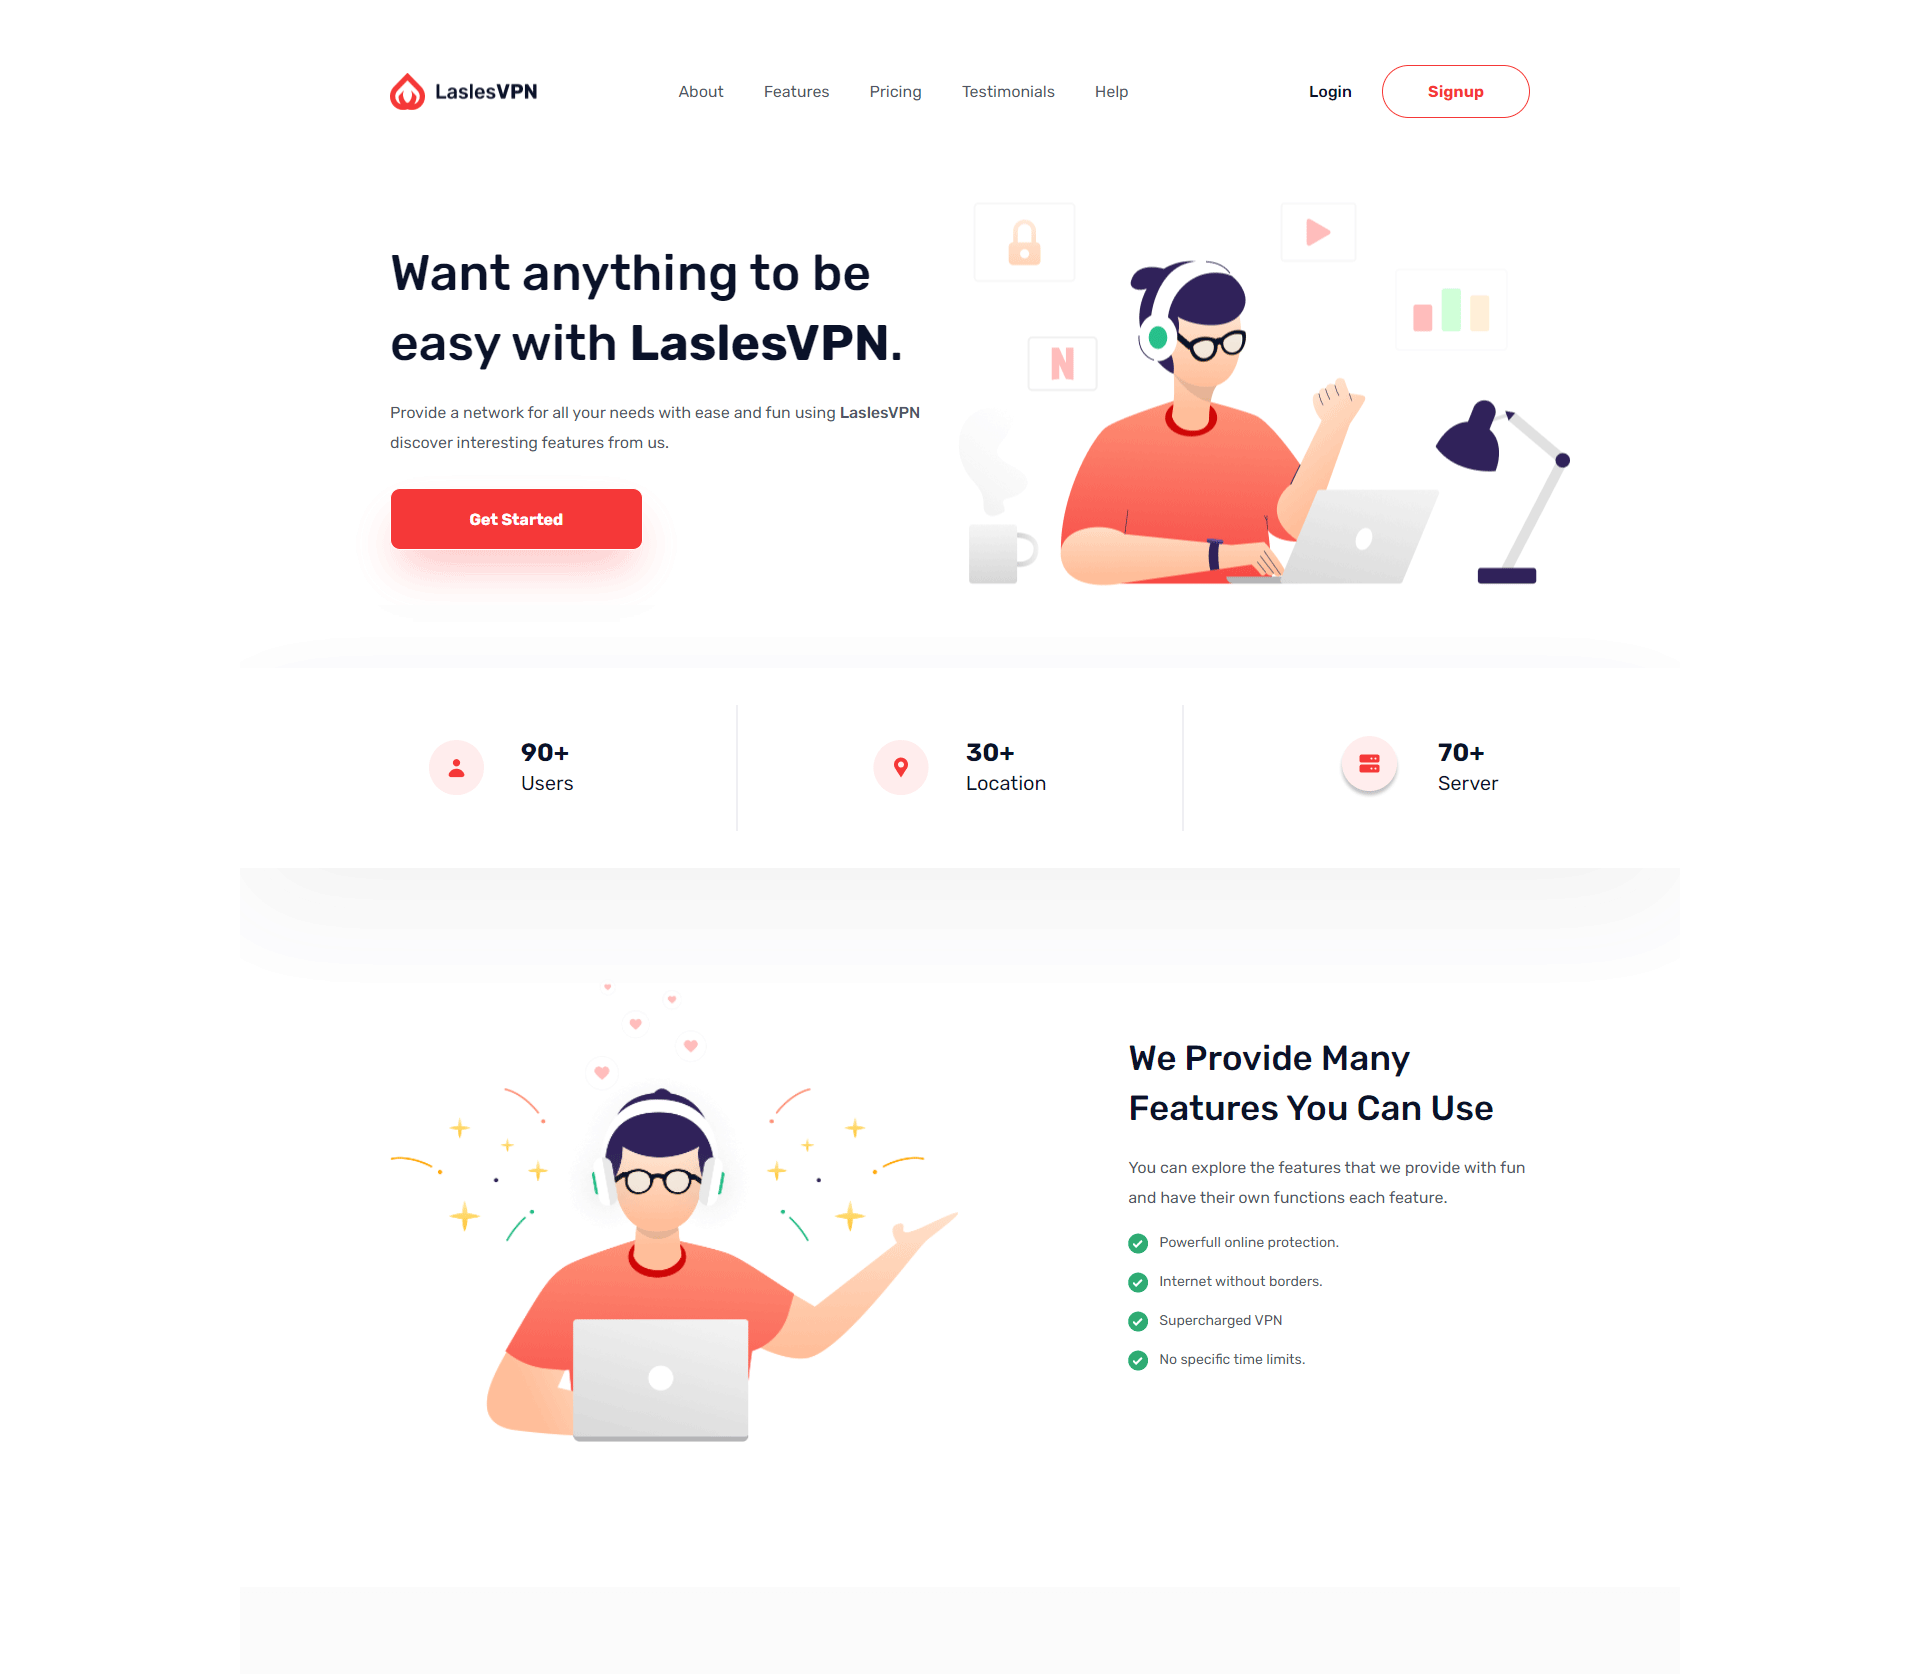 LaslesVPN
About Features Pricing Testimonials Help
Login Signup
Want anything to be
easy with LaslesVPN.
Provide a network for all your needs with ease and fun using LaslesVPN
discover interesting features from us.
Get Started
N
90+
Users
30+
Location
70+
Server
We Provide Many
Features You Can Use
You can explore the features that we provide with fun
and have their own functions each feature.
Powerfull online protection.
Internet without borders.
Supercharged VPN
No specific time limits.